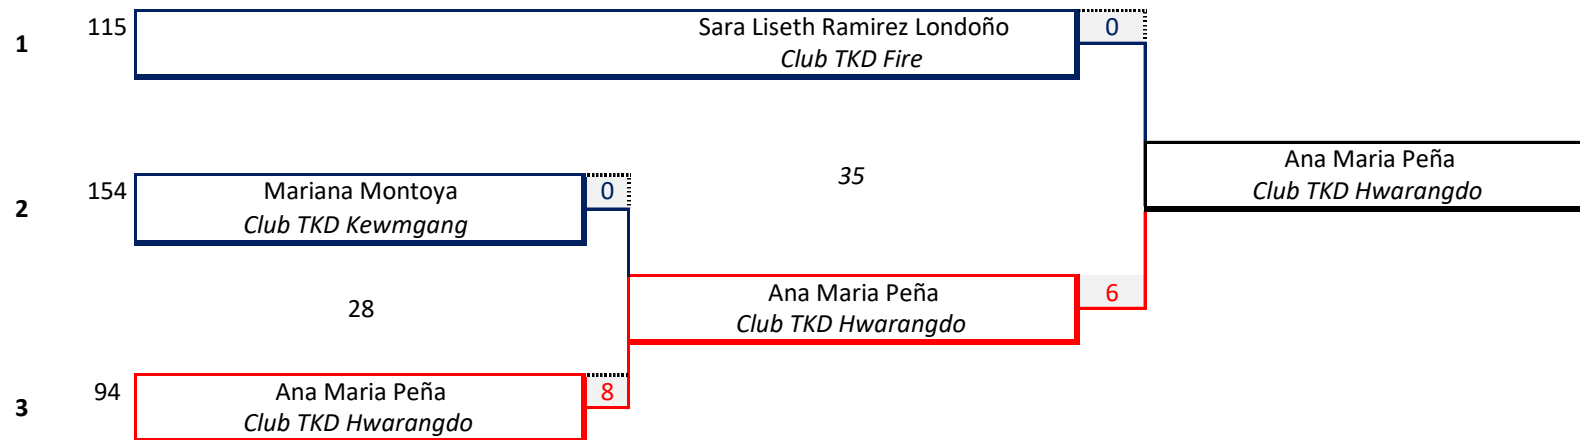 1
115
Sara Liseth Ramirez Londoño
0
Club TKD Fire
2
154
Mariana Montoya
0
Club TKD Kewmgang
35
Ana Maria Peña
Club TKD Hwarangdo
28
Ana Maria Peña
6
Club TKD Hwarangdo
3
94
Ana Maria Peña
8
Club TKD Hwarangdo